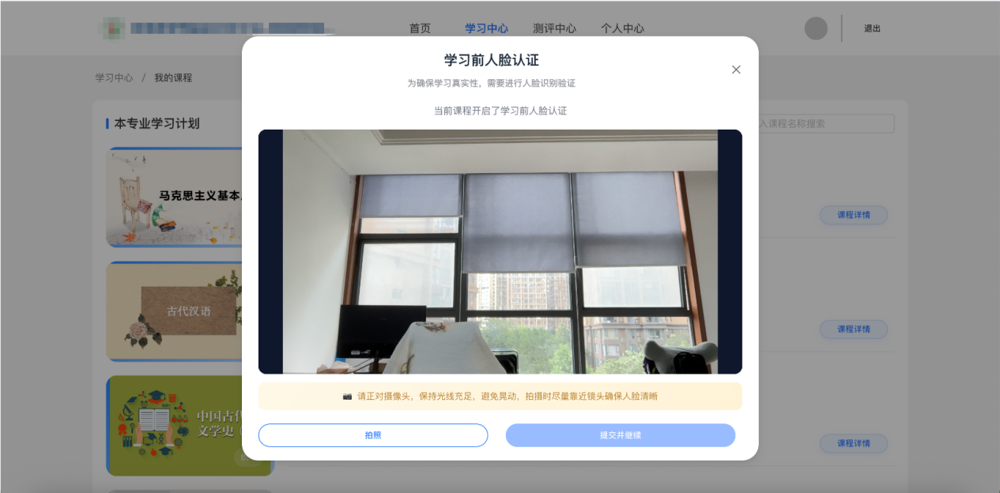 首页 学习中心 测评中心 个人中心 退出
学习中心 / 我的课程
学习前人脸认证
为确保学习真实性，需要进行人脸识别验证
当前课程开启了学习前人脸认证
本专业学习计划
入课程名称搜索
马克思主义基本
课程详情
古代汉语
课程详情
中国古代
文学史（
课程详情
请正对摄像头，保持光线充足，避免晃动，拍摄时尽量靠近镜头确保人脸清晰
拍照 提交并继续